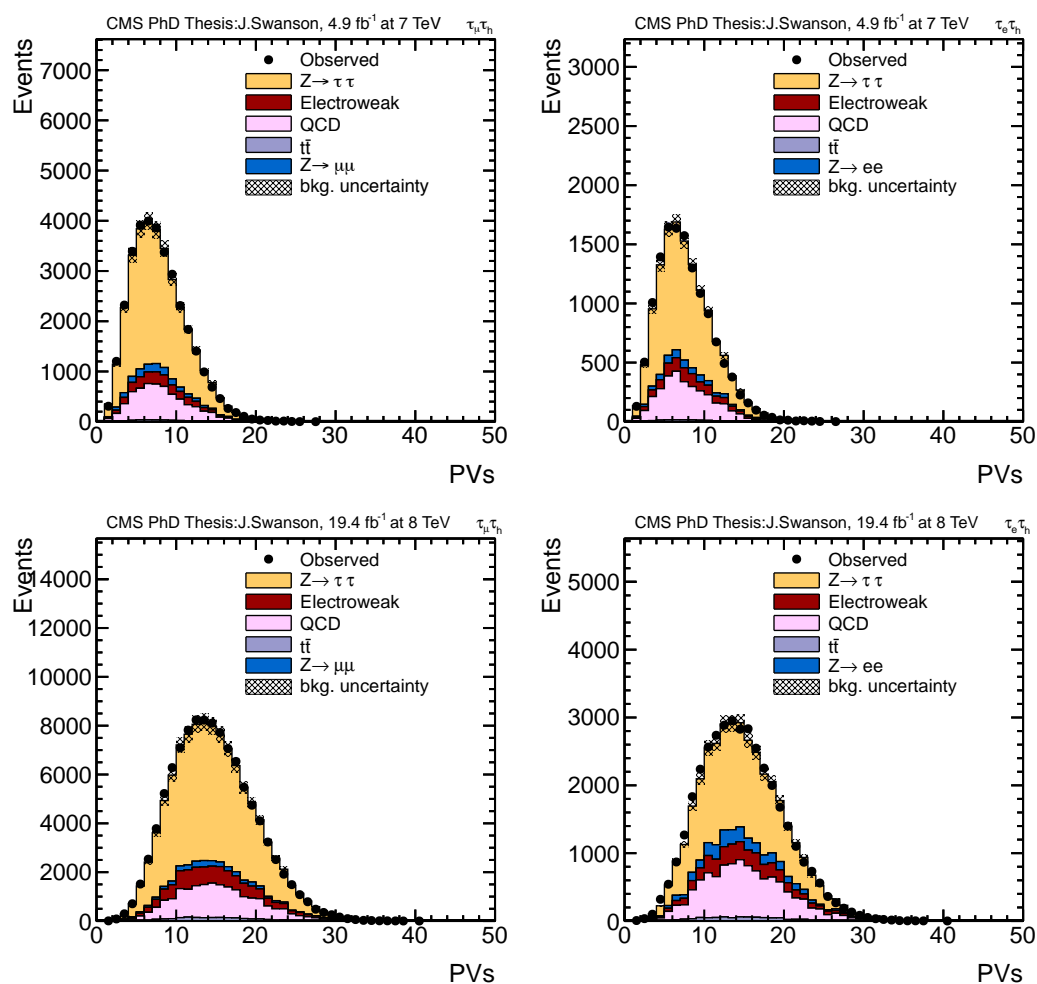 CMS PhD Thesis:J.Swanson, 4.9 fb⁻¹ at 7 TeV τ_μτ_h
Events
7000
6000
5000
4000
3000
2000
1000
0
Observed
Z→ τ τ
Electroweak
QCD
tt̄
Z→ μμ
bkg. uncertainty
0 10 20 30 40 50
PVs
CMS PhD Thesis:J.Swanson, 4.9 fb⁻¹ at 7 TeV τ_eτ_h
Events
3000
2500
2000
1500
1000
500
0
Observed
Z→ τ τ
Electroweak
QCD
tt̄
Z→ ee
bkg. uncertainty
0 10 20 30 40 50
PVs
CMS PhD Thesis:J.Swanson, 19.4 fb⁻¹ at 8 TeV τ_μτ_h
Events
14000
12000
10000
8000
6000
4000
2000
0
Observed
Z→ τ τ
Electroweak
QCD
tt̄
Z→ μμ
bkg. uncertainty
0 10 20 30 40 50
PVs
CMS PhD Thesis:J.Swanson, 19.4 fb⁻¹ at 8 TeV τ_eτ_h
Events
5000
4000
3000
2000
1000
0
Observed
Z→ τ τ
Electroweak
QCD
tt̄
Z→ ee
bkg. uncertainty
0 10 20 30 40 50
PVs